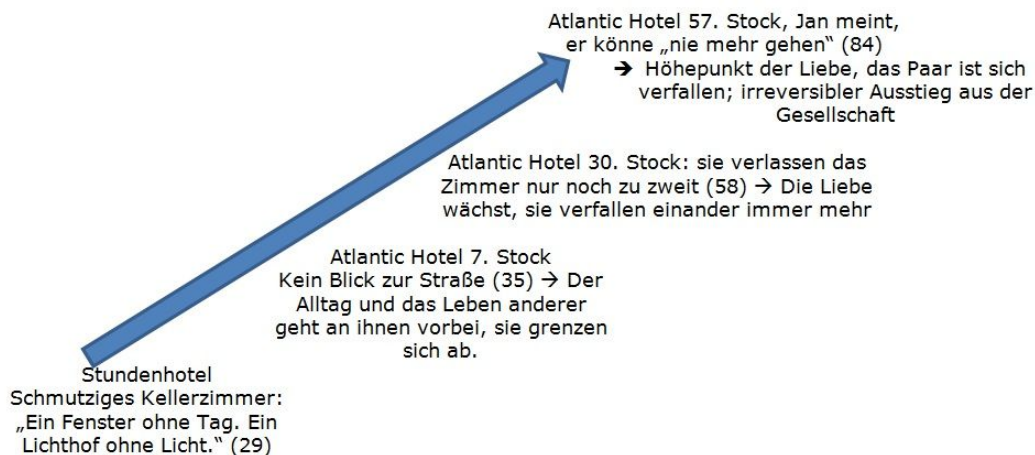 Atlantic Hotel 57. Stock, Jan meint,
er könne „nie mehr gehen“ (84)
➔ Höhepunkt der Liebe, das Paar ist sich
verfallen; irreversibler Ausstieg aus der
Gesellschaft
Atlantic Hotel 30. Stock: sie verlassen das
Zimmer nur noch zu zweit (58) → Die Liebe
wächst, sie verfallen einander immer mehr
Atlantic Hotel 7. Stock
Kein Blick zur Straße (35) → Der
Alltag und das Leben anderer
geht an ihnen vorbei, sie grenzen
sich ab.
Stundenhotel
Schmutziges Kellerzimmer:
„Ein Fenster ohne Tag. Ein
Lichthof ohne Licht.“ (29)